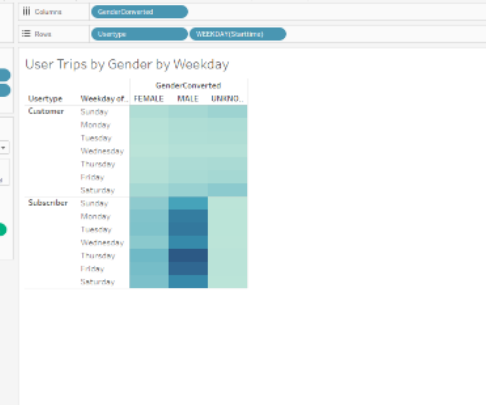 Columns GenderConverted
Rows Usertype WEEKDAY(Starttime)
User Trips by Gender by Weekday
GenderConverted
Usertype Weekday of.. FEMALE MALE UNKNO..
Customer Sunday
Monday
Tuesday
Wednesday
Thursday
Friday
Saturday
Subscriber Sunday
Monday
Tuesday
Wednesday
Thursday
Friday
Saturday